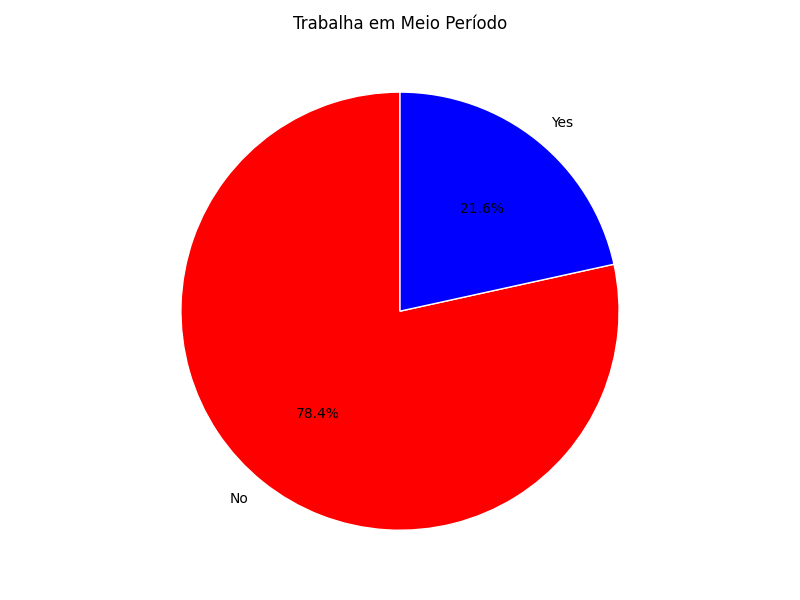 Trabalha em Meio Período
Yes
21.6%
78.4%
No